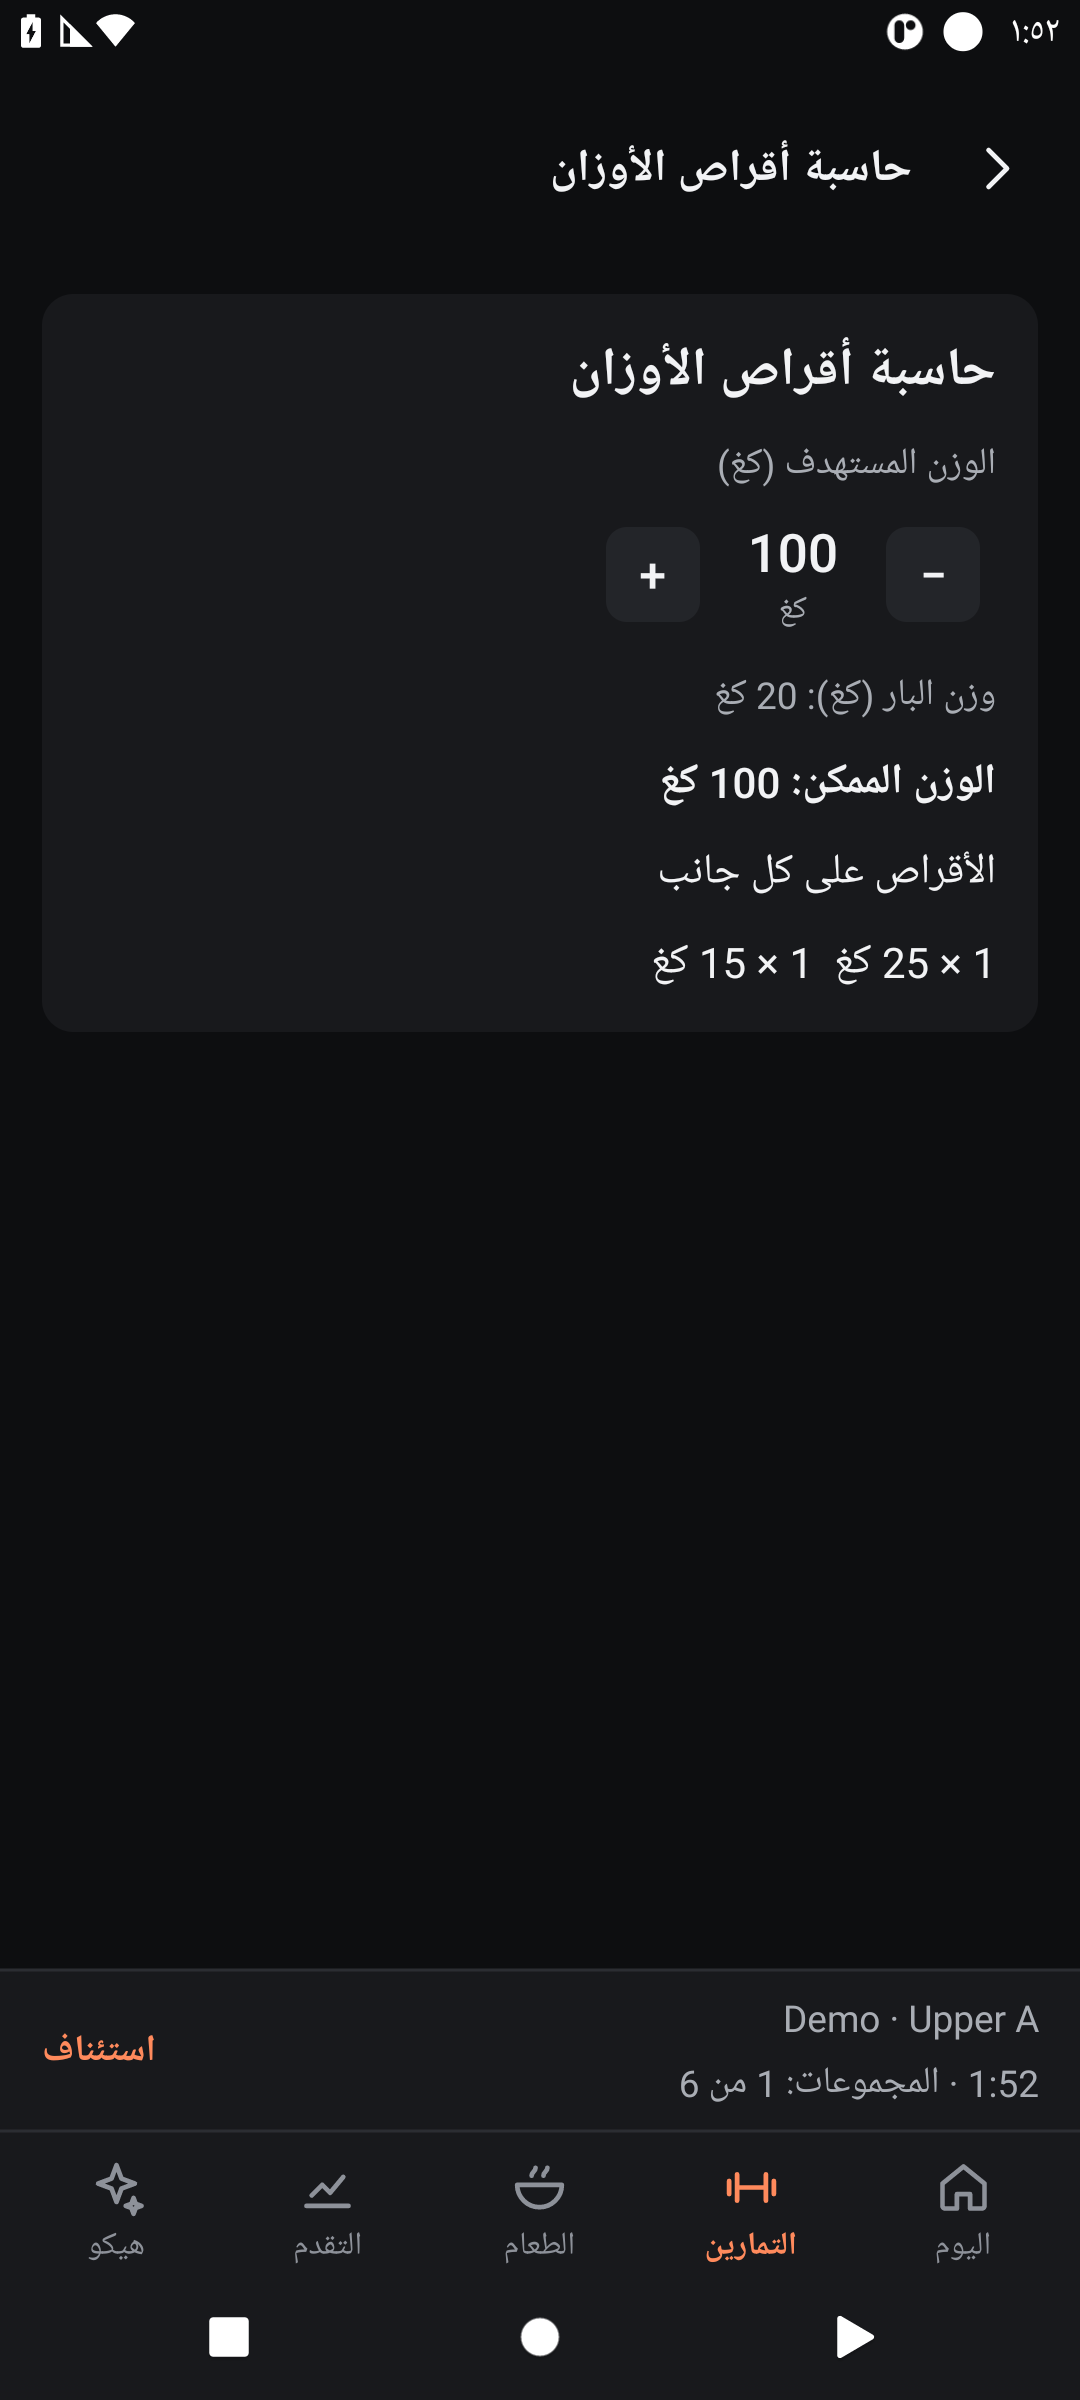 ١:٥٢
حاسبة أقراص الأوزان
حاسبة أقراص الأوزان
الوزن المستهدف (كغ)
− 100 +
كغ
وزن البار (كغ): 20 كغ
الوزن الممكن: 100 كغ
الأقراص على كل جانب
1 × 25 كغ  1 × 15 كغ
Demo · Upper A
1:52 · المجموعات: 1 من 6
استئناف
اليوم التمارين الطعام التقدم هيكو